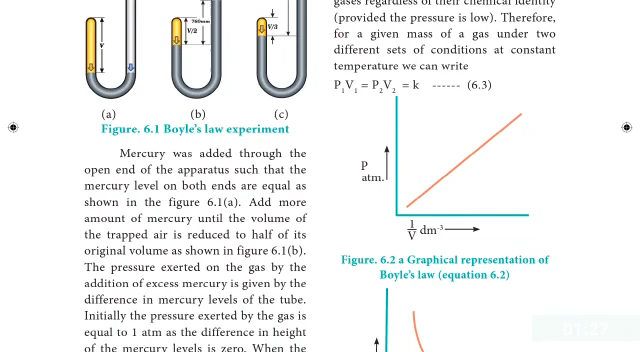 760mm
V
V/2
V/3
(a)
(b)
(c)
Figure. 6.1 Boyle's law experiment
Mercury was added through the
open end of the apparatus such that the
mercury level on both ends are equal as
shown in the figure 6.1(a). Add more
amount of mercury until the volume of
the trapped air is reduced to half of its
original volume as shown in figure 6.1(b).
The pressure exerted on the gas by the
addition of excess mercury is given by the
difference in mercury levels of the tube.
Initially the pressure exerted by the gas is
equal to 1 atm as the difference in height
of the mercury levels is zero. When the
gases regardless of their chemical identity
(provided the pressure is low). Therefore,
for a given mass of a gas under two
different sets of conditions at constant
temperature we can write
P₁V₁ = P₂V₂ = k ------ (6.3)
P
atm.
1/V dm⁻³
Figure. 6.2 a Graphical representation of
Boyle's law (equation 6.2)
01:27